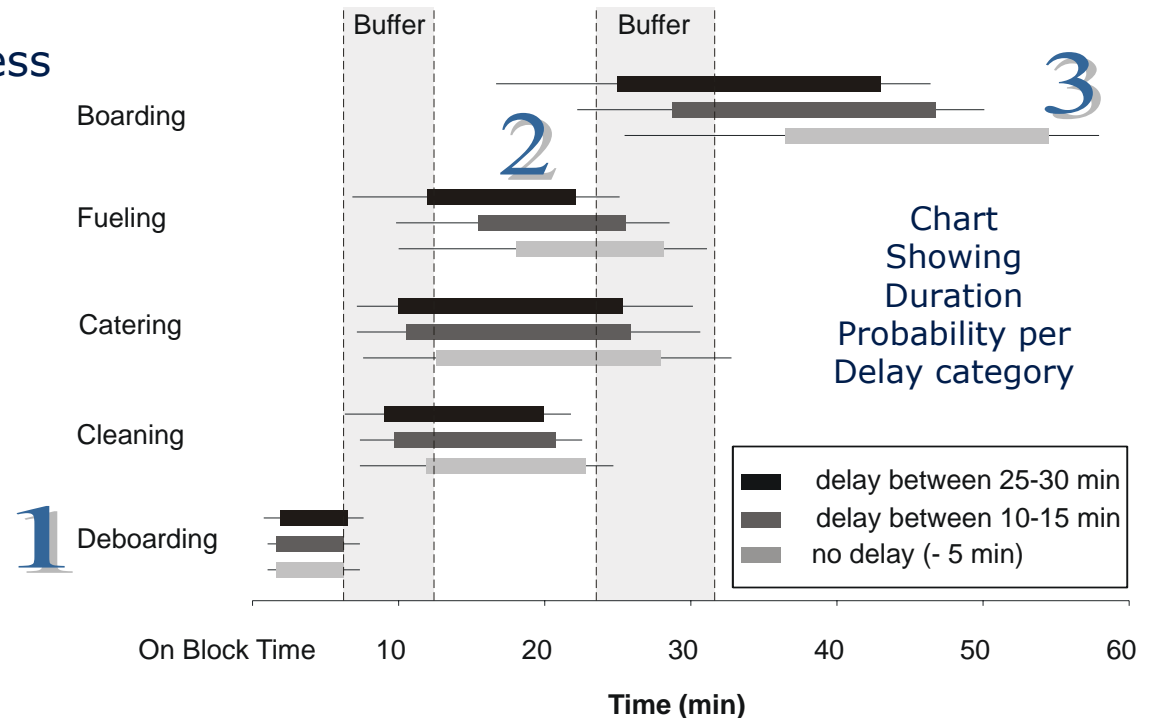 Buffer Buffer
ess
3
Boarding
2
Fueling
Chart
Showing
Duration
Probability per
Delay category
Catering
Cleaning
delay between 25-30 min
delay between 10-15 min
no delay (- 5 min)
1
Deboarding
On Block Time 10 20 30 40 50 60
Time (min)